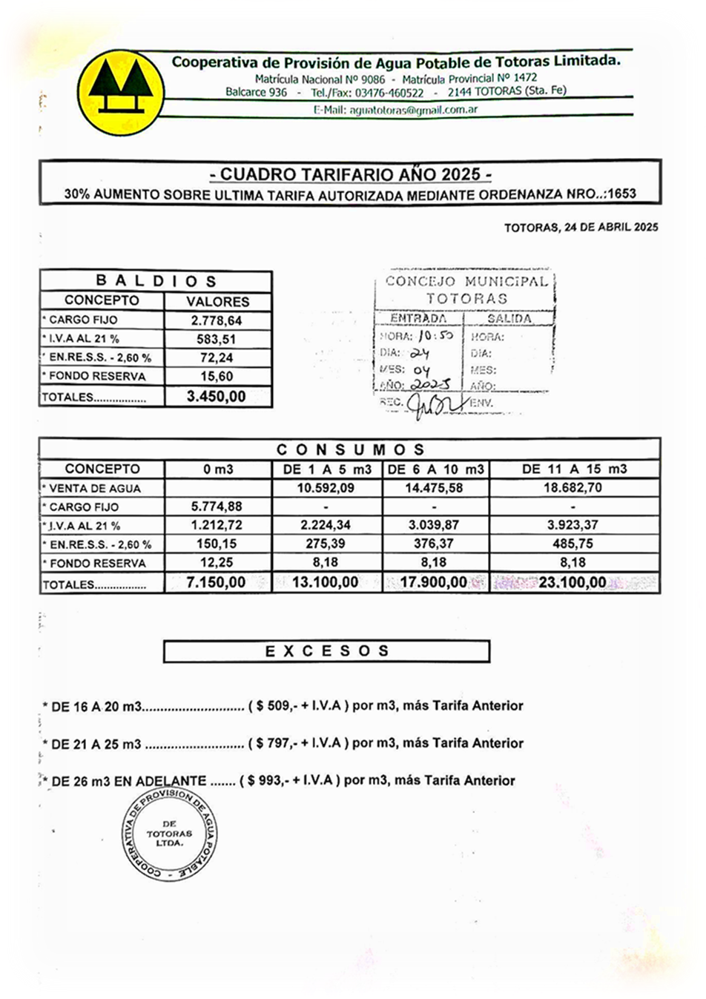 Cooperativa de Provisión de Agua Potable de Totoras Limitada.
Matrícula Nacional Nº 9086 - Matrícula Provincial Nº 1472
Balcarce 936 - Tel./Fax: 03476-460522 - 2144 TOTORAS (Sta. Fe)
E-Mail: aguatotoras@gmail.com.ar
- CUADRO TARIFARIO AÑO 2025 -
30% AUMENTO SOBRE ULTIMA TARIFA AUTORIZADA MEDIANTE ORDENANZA NRO..:1653
TOTORAS, 24 DE ABRIL 2025
BALDIOS
CONCEPTO VALORES
* CARGO FIJO 2.778,64
* I.V.A AL 21 % 583,51
* EN.RE.S.S. - 2,60 % 72,24
* FONDO RESERVA 15,60
TOTALES................. 3.450,00
CONCEJO MUNICIPAL
TOTORAS
ENTRADA SALIDA
HORA: 10:50 HORA:
DIA: 24 DIA:
MES: 04 MES:
AÑO: 2025 AÑO:
REC. ENV.
CONSUMOS
CONCEPTO 0 m3 DE 1 A 5 m3 DE 6 A 10 m3 DE 11 A 15 m3
* VENTA DE AGUA 10.592,09 14.475,58 18.682,70
* CARGO FIJO 5.774,88 - - -
* I.V.A AL 21 % 1.212,72 2.224,34 3.039,87 3.923,37
* EN.RE.S.S. - 2,60 % 150,15 275,39 376,37 485,75
* FONDO RESERVA 12,25 8,18 8,18 8,18
TOTALES................. 7.150,00 13.100,00 17.900,00 23.100,00
EXCESOS
* DE 16 A 20 m3............................ ( $ 509,- + I.V.A ) por m3, más Tarifa Anterior
* DE 21 A 25 m3 ........................... ( $ 797,- + I.V.A ) por m3, más Tarifa Anterior
* DE 26 m3 EN ADELANTE ....... ( $ 993,- + I.V.A ) por m3, más Tarifa Anterior
COOPERATIVA DE PROVISION DE AGUA POTABLE -
DE
TOTORAS
LTDA.